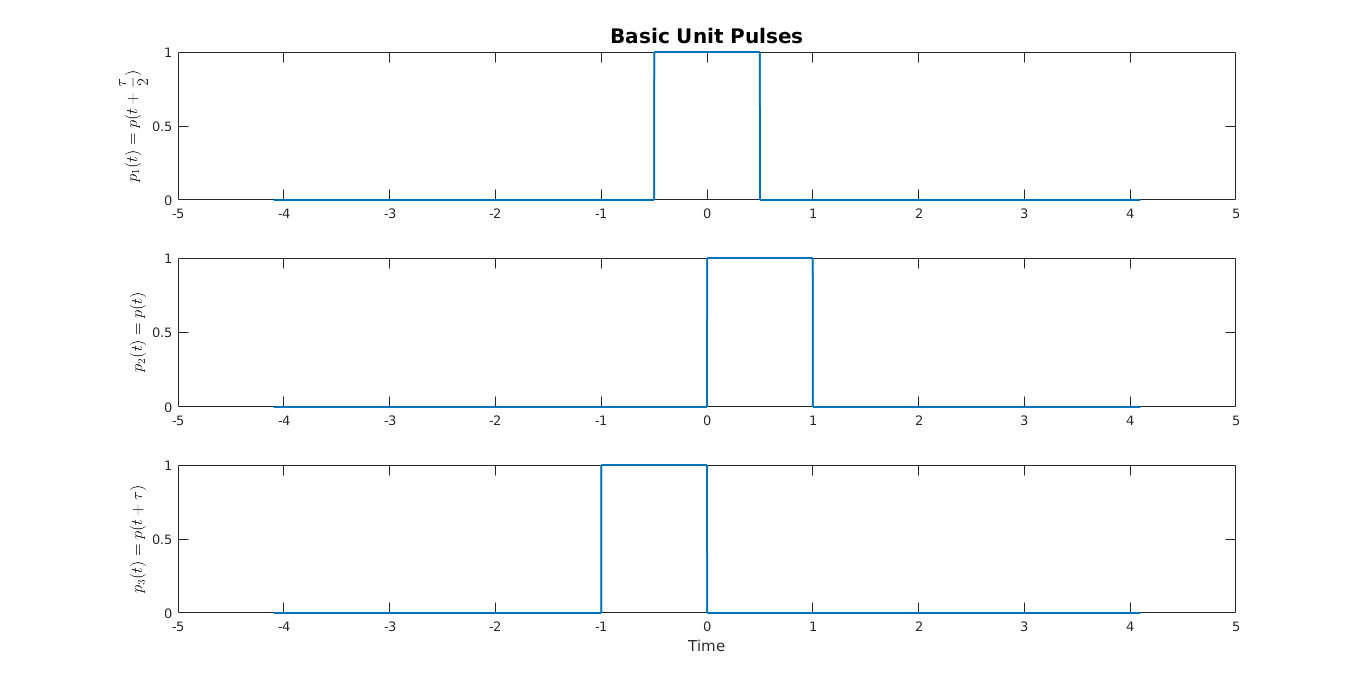 Basic Unit Pulses
p₁(t) = p(t + τ/2)
1
0.5
0
-5 -4 -3 -2 -1 0 1 2 3 4 5
p₂(t) = p(t)
1
0.5
0
-5 -4 -3 -2 -1 0 1 2 3 4 5
p₃(t) = p(t + τ)
1
0.5
0
-5 -4 -3 -2 -1 0 1 2 3 4 5
Time